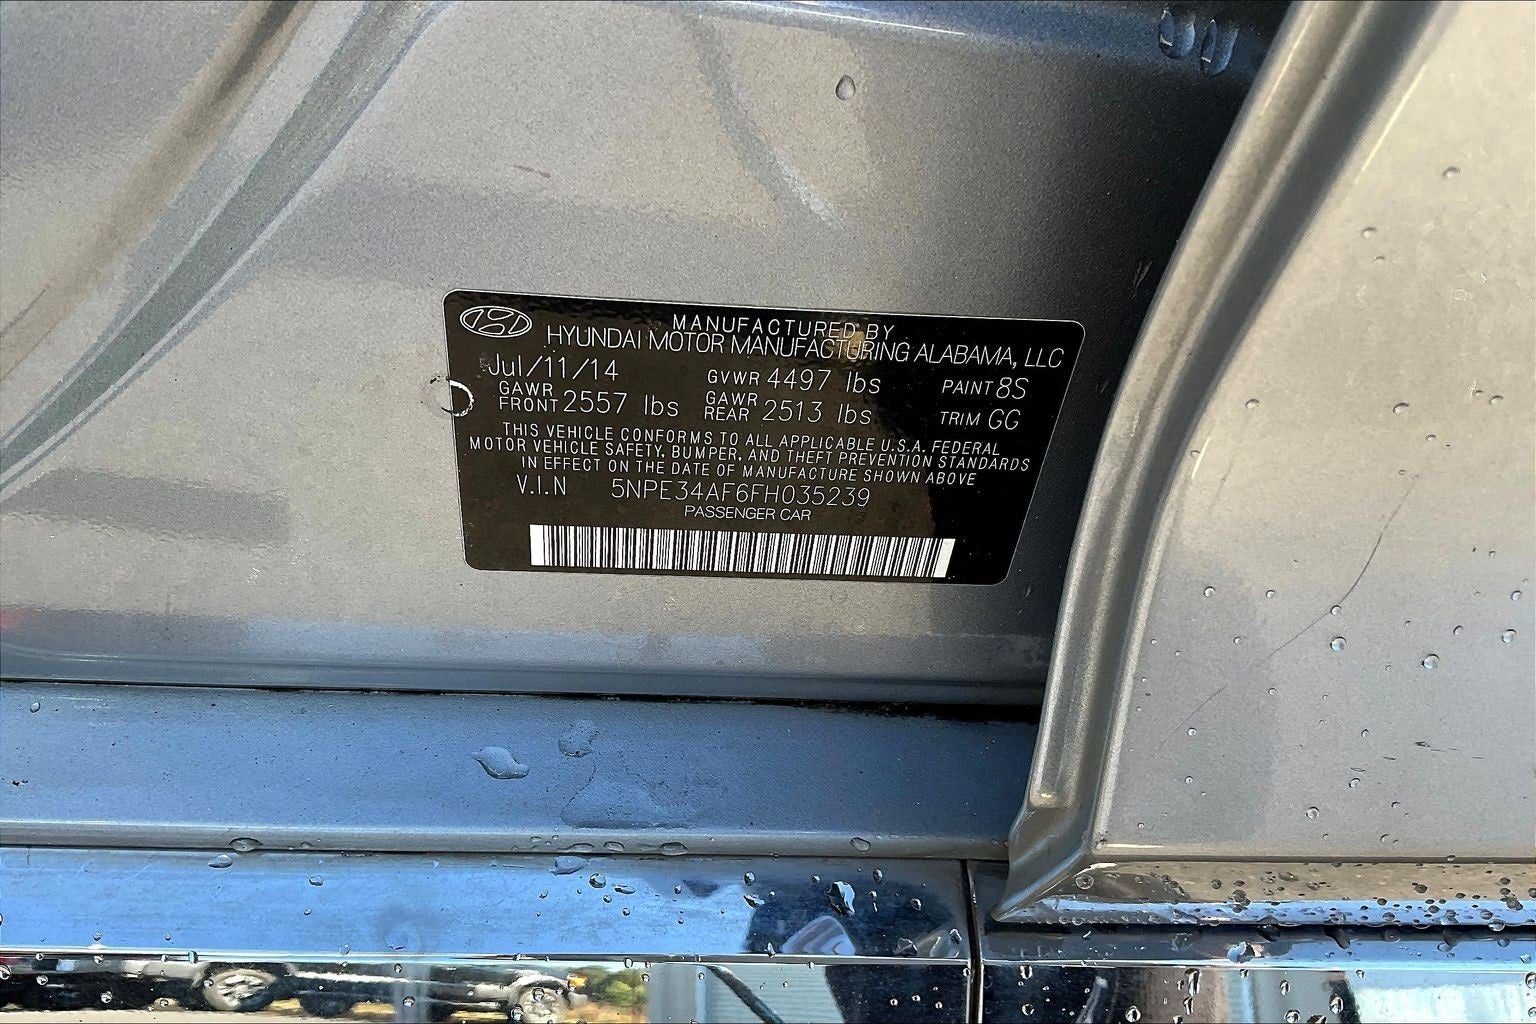 MANUFACTURED BY
HYUNDAI MOTOR MANUFACTURING ALABAMA, LLC
Jul/11/14 GVWR 4497 lbs PAINT 8S
GAWR FRONT 2557 lbs GAWR REAR 2513 lbs TRIM GG
THIS VEHICLE CONFORMS TO ALL APPLICABLE U.S.A. FEDERAL
MOTOR VEHICLE SAFETY, BUMPER, AND THEFT PREVENTION STANDARDS
IN EFFECT ON THE DATE OF MANUFACTURE SHOWN ABOVE
V.I.N 5NPE34AF6FH035239
PASSENGER CAR